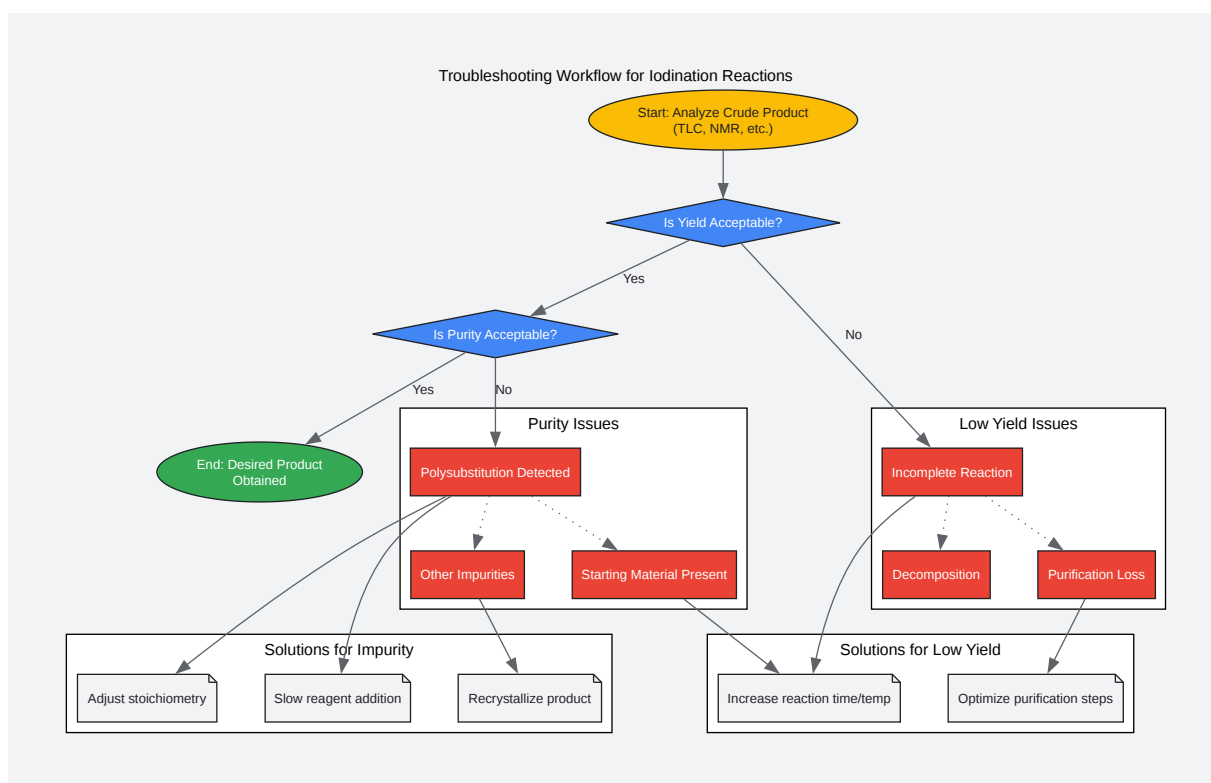 Troubleshooting Workflow for Iodination Reactions
Start: Analyze Crude Product
(TLC, NMR, etc.)
Is Yield Acceptable?
Yes
No
Is Purity Acceptable?
Yes
No
Purity Issues
Low Yield Issues
End: Desired Product
Obtained
Polysubstitution Detected
Incomplete Reaction
Other Impurities
Starting Material Present
Decomposition
Purification Loss
Solutions for Impurity
Solutions for Low Yield
Adjust stoichiometry
Slow reagent addition
Recrystallize product
Increase reaction time/temp
Optimize purification steps